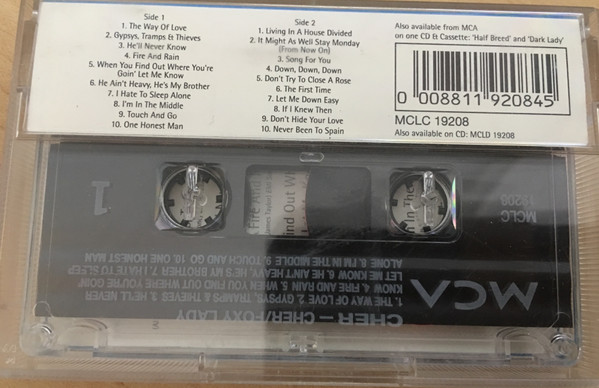 Side 1
1. The Way Of Love
2. Gypsys, Tramps & Thieves
3. He'll Never Know
4. Fire And Rain
5. When You Find Out Where You're
Goin' Let Me Know
6. He Ain't Heavy, He's My Brother
7. I Hate To Sleep Alone
8. I'm In The Middle
9. Touch And Go
10. One Honest Man
Side 2
1. Living In A House Divided
2. It Might As Well Stay Monday
(From Now On)
3. Song For You
4. Down, Down, Down
5. Don't Try To Close A Rose
6. The First Time
7. Let Me Down Easy
8. If I Knew Then
9. Don't Hide Your Love
10. Never Been To Spain
Also available from MCA
on one CD & Cassette: 'Half Breed' and 'Dark Lady'
0 008811 920845
MCLC 19208
Also available on CD: MCLD 19208
CHER – CHER/FOXY LADY
1. THE WAY OF LOVE 2. GYPSYS, TRAMPS & THIEVES 3. HE'LL NEVER
KNOW 4. FIRE AND RAIN 5. WHEN YOU FIND OUT WHERE YOU'RE GOIN'
LET ME KNOW 6. HE AIN'T HEAVY, HE'S MY BROTHER 7. I HATE TO SLEEP
ALONE 8. I'M IN THE MIDDLE 9. TOUCH AND GO 10. ONE HONEST MAN
MCA
MCLC
19208
1
Fire And
ind Out Wh
n In The